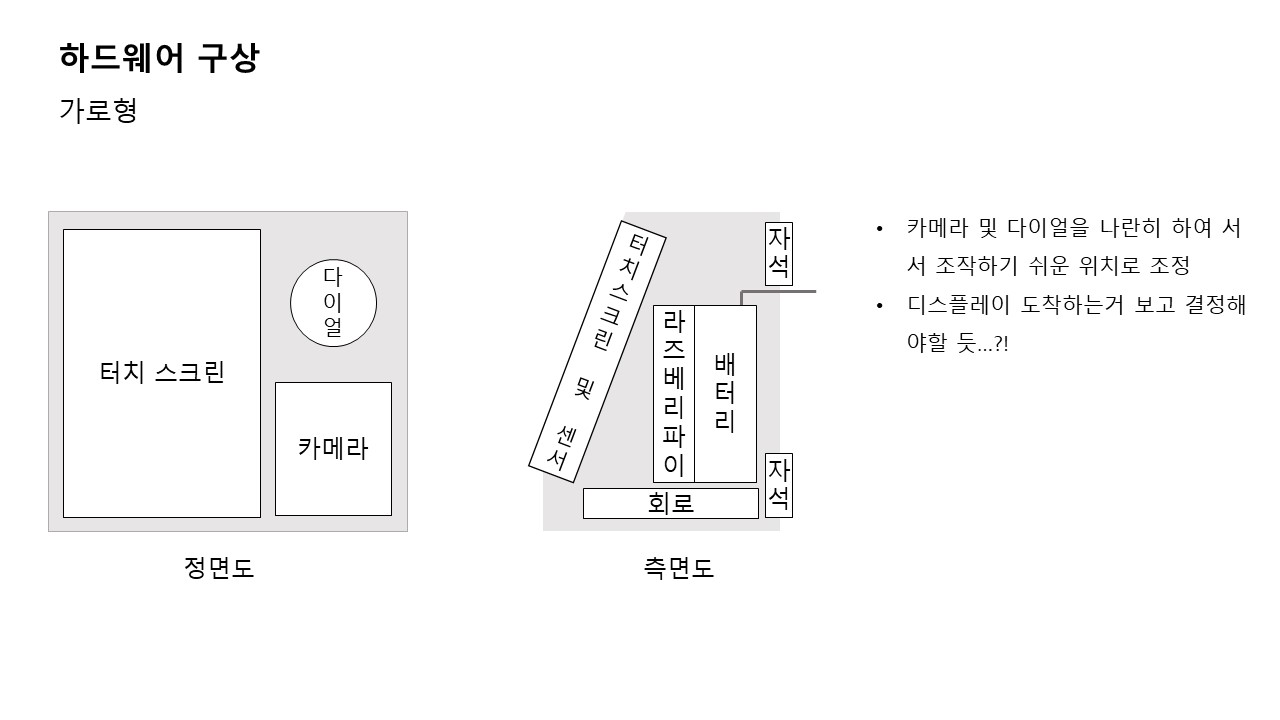 하드웨어 구상
가로형
터치 스크린
다
이
얼
카메라
정면도
터치스크린 및 센서
라
즈
베
리
파
이
배
터
리
자
석
자
석
회로
측면도
• 카메라 및 다이얼을 나란히 하여 서
서 조작하기 쉬운 위치로 조정
• 디스플레이 도착하는거 보고 결정해
야할 듯...?!